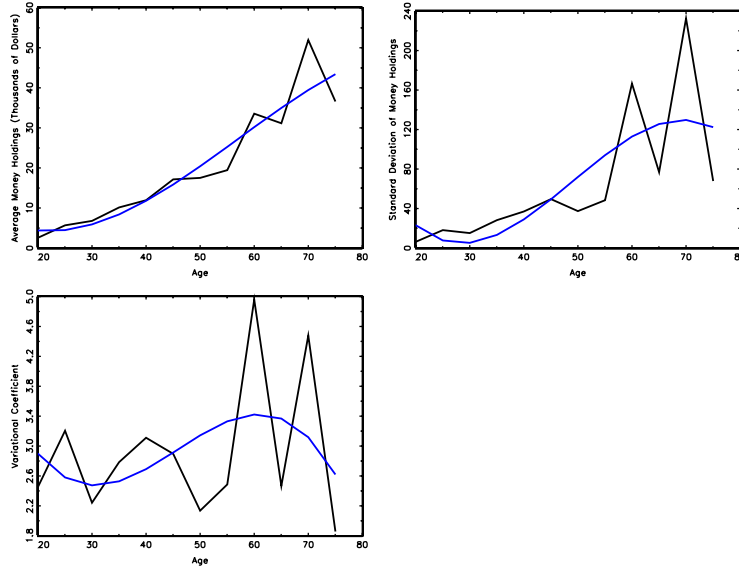 Average Money Holdings (Thousands of Dollars)
0 10 20 30 40 50 60
20 30 40 50 60 70 80
Age
Standard Deviation of Money Holdings
0 40 80 120 160 200 240
20 30 40 50 60 70 80
Age
Variational Coefficient
1.8 2.2 2.6 3.0 3.4 3.8 4.2 4.6 5.0
20 30 40 50 60 70 80
Age